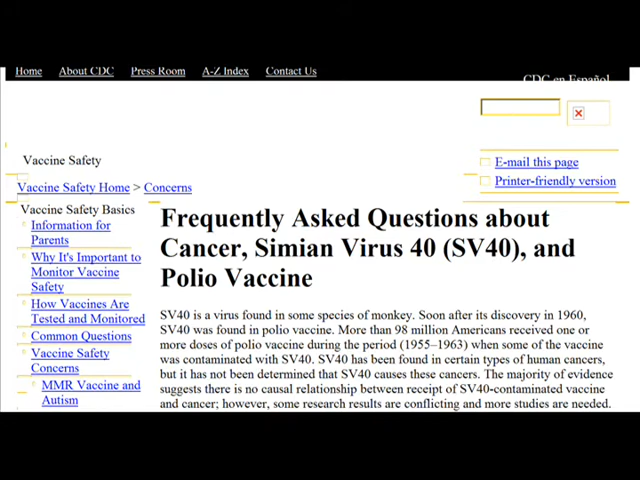 Home About CDC Press Room A-Z Index Contact Us
CDC en Español
Vaccine Safety
E-mail this page
Printer-friendly version
Vaccine Safety Home > Concerns
Vaccine Safety Basics
Information for
Parents
Why It's Important to
Monitor Vaccine
Safety
How Vaccines Are
Tested and Monitored
Common Questions
Vaccine Safety
Concerns
MMR Vaccine and
Autism
Frequently Asked Questions about
Cancer, Simian Virus 40 (SV40), and
Polio Vaccine
SV40 is a virus found in some species of monkey. Soon after its discovery in 1960,
SV40 was found in polio vaccine. More than 98 million Americans received one or
more doses of polio vaccine during the period (1955–1963) when some of the vaccine
was contaminated with SV40. SV40 has been found in certain types of human cancers,
but it has not been determined that SV40 causes these cancers. The majority of evidence
suggests there is no causal relationship between receipt of SV40-contaminated vaccine
and cancer; however, some research results are conflicting and more studies are needed.